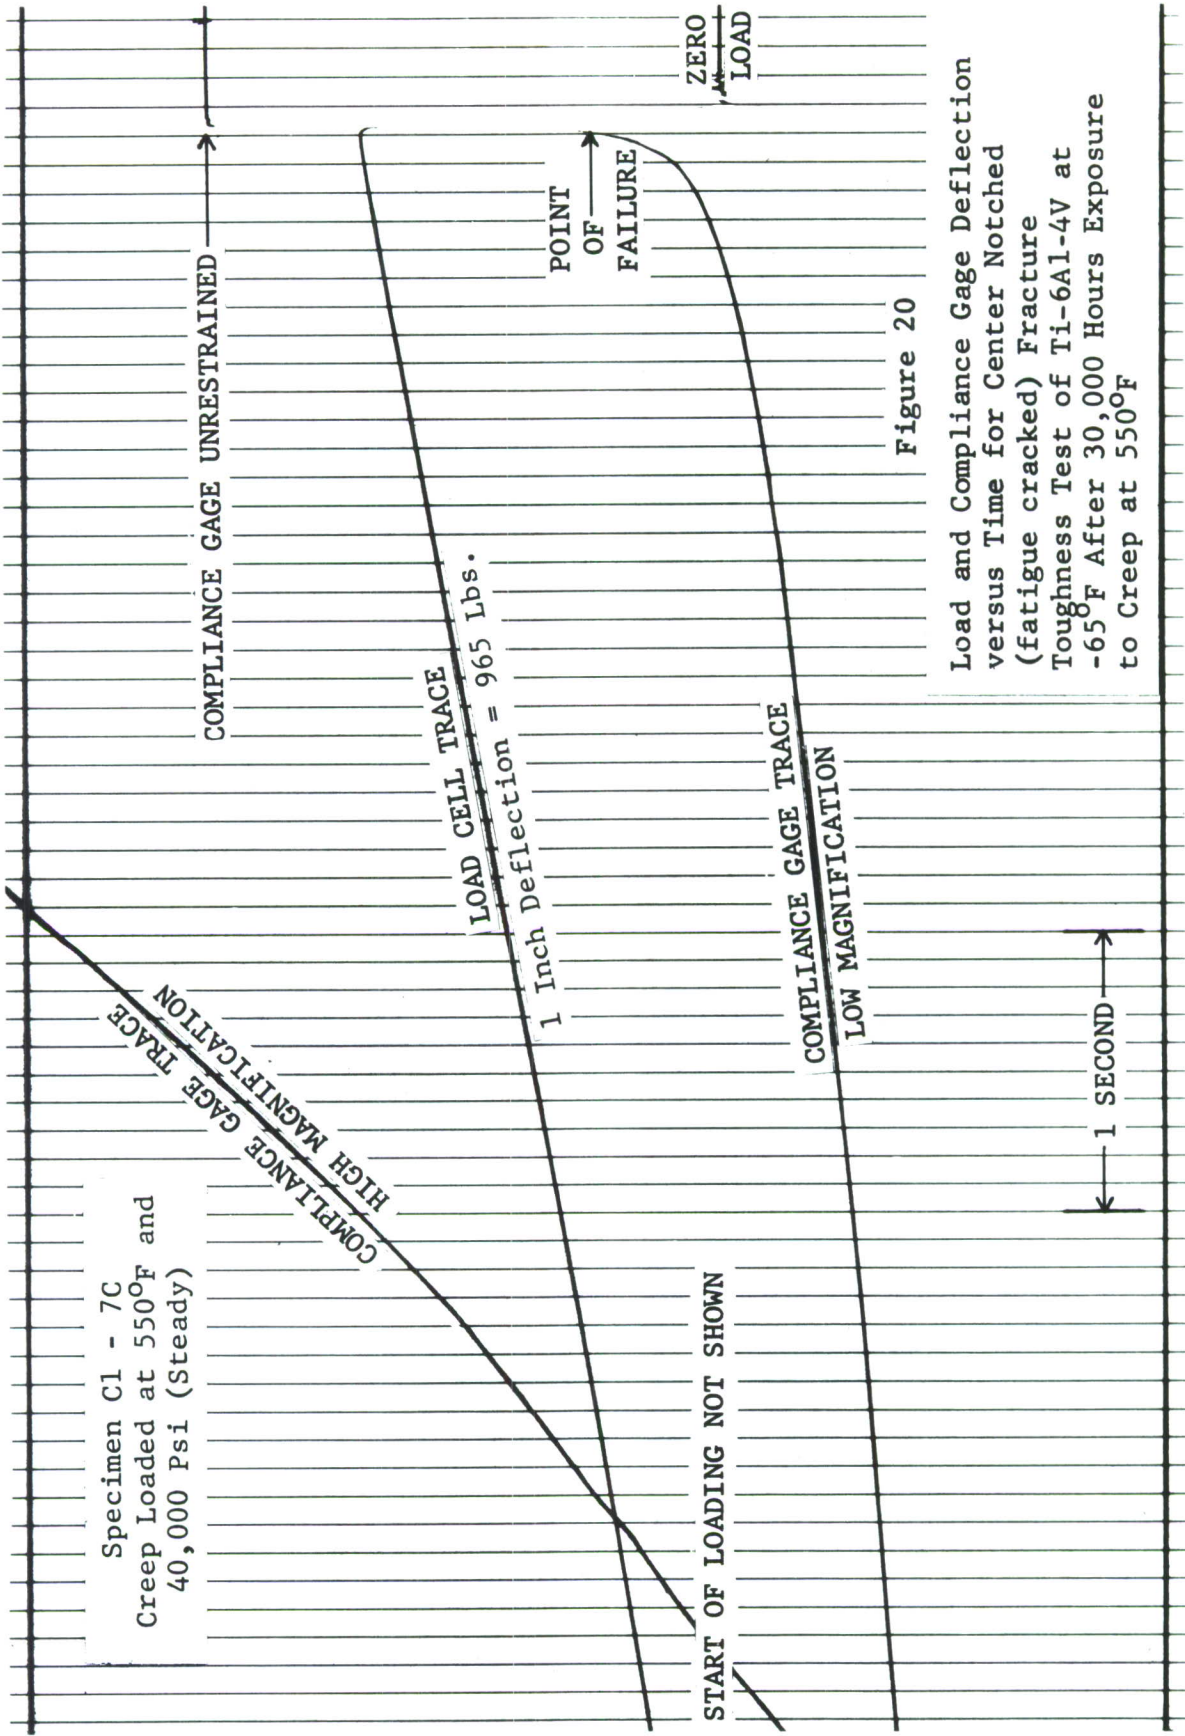 Specimen C1 - 7C
Creep Loaded at 550°F and
40,000 Psi (Steady)
COMPLIANCE GAGE TRACE
HIGH MAGNIFICATION
COMPLIANCE GAGE UNRESTRAINED
LOAD CELL TRACE
1 Inch Deflection = 965 Lbs.
POINT
OF
FAILURE
ZERO
LOAD
START OF LOADING NOT SHOWN
COMPLIANCE GAGE TRACE
LOW MAGNIFICATION
1 SECOND
Figure 20
Load and Compliance Gage Deflection
versus Time for Center Notched
(fatigue cracked) Fracture
Toughness Test of Ti-6Al-4V at
-65°F After 30,000 Hours Exposure
to Creep at 550°F